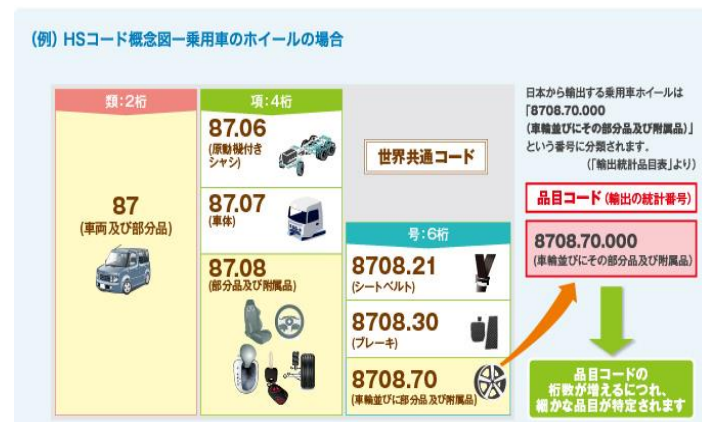 （例）HSコード概念図ー乗用車のホイールの場合
類：2桁
87
（車両及び部分品）
項：4桁
87.06
（原動機付き
シャシ）
87.07
（車体）
87.08
（部分品及び附属品）
世界共通コード
号：6桁
8708.21
（シートベルト）
8708.30
（ブレーキ）
8708.70
（車輪並びに部分品及び附属品）
日本から輸出する乗用車ホイールは
「8708.70.000
（車輪並びにその部分品及び附属品）」
という番号に分類されます。
（「輸出統計品目表」より）
品目コード（輸出の統計番号）
8708.70.000
（車輪並びにその部分品及び附属品）
品目コードの
桁数が増えるにつれ、
細かな品目が特定されます